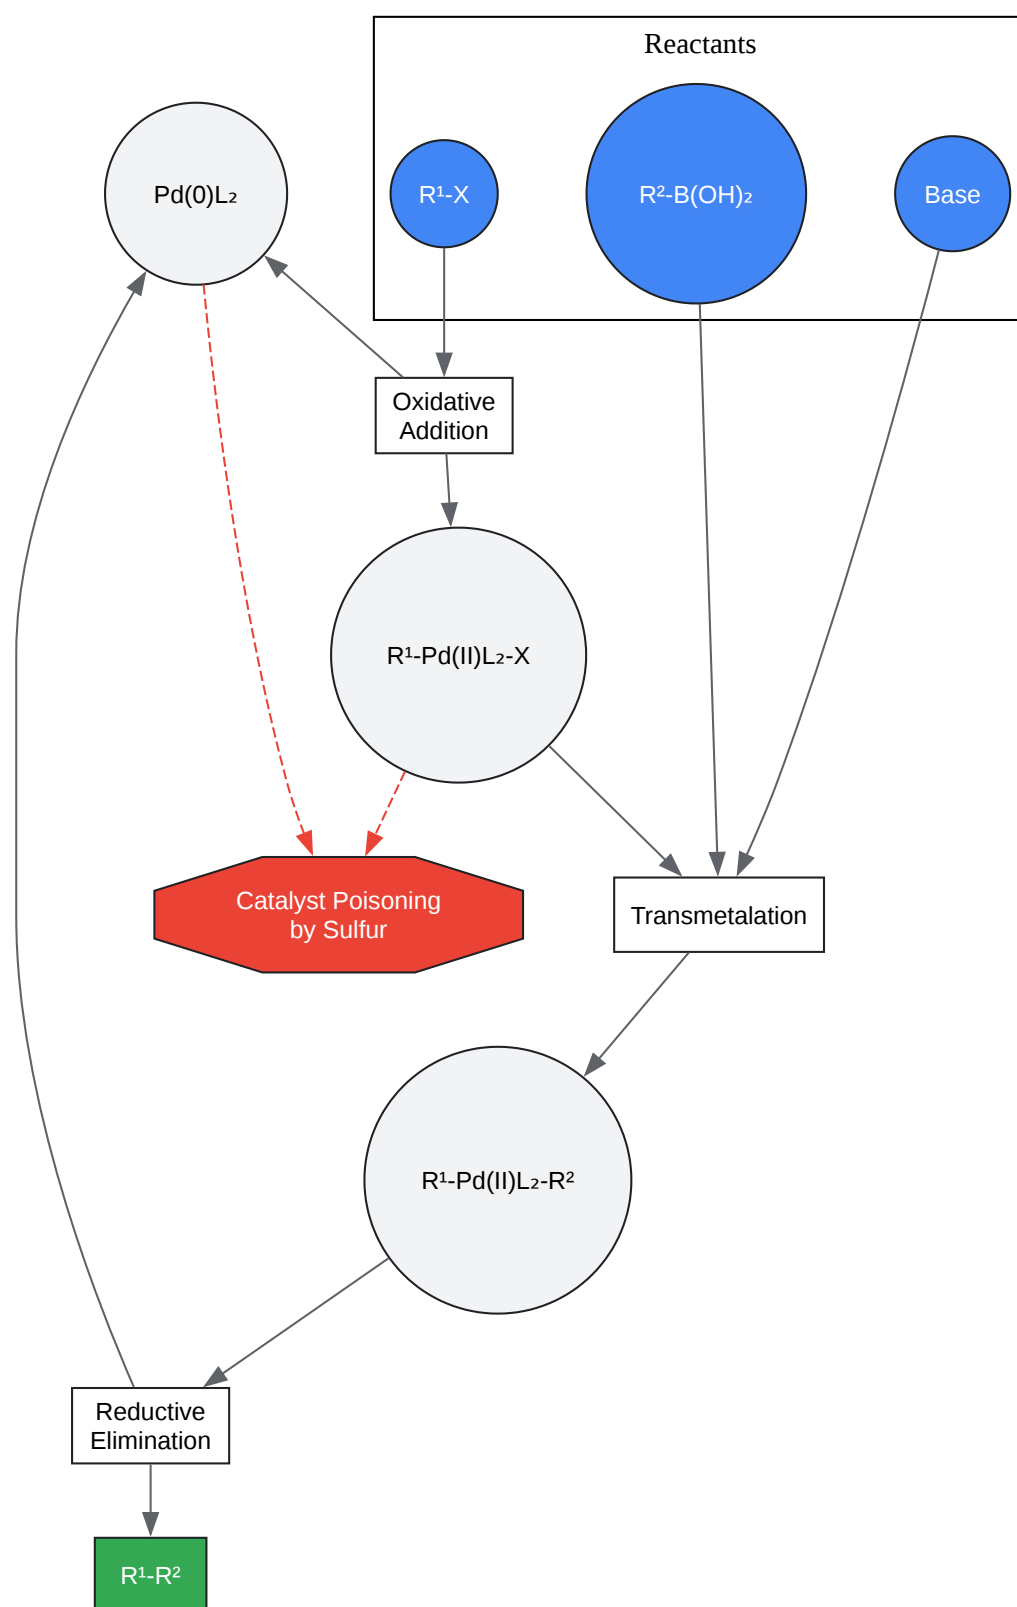 Reactants
Pd(0)L₂
R¹-X
R²-B(OH)₂
Base
Oxidative
Addition
R¹-Pd(II)L₂-X
Catalyst Poisoning
by Sulfur
Transmetalation
R¹-Pd(II)L₂-R²
Reductive
Elimination
R¹-R²